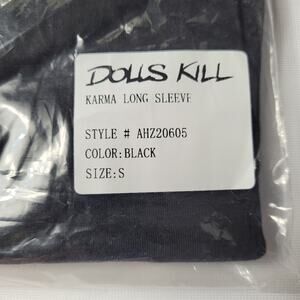 DOLLS KILL
KARMA LONG SLEEVE
STYLE # AHZ20605
COLOR:BLACK
SIZE:S